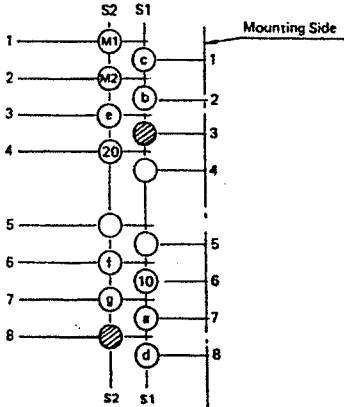 S2 S1
Mounting Side
1 M1
c 1
2 M2
b 2
3 e
3
4 20
4
5
5
6 f
10 6
7 g
a 7
8
d 8
S2 S1